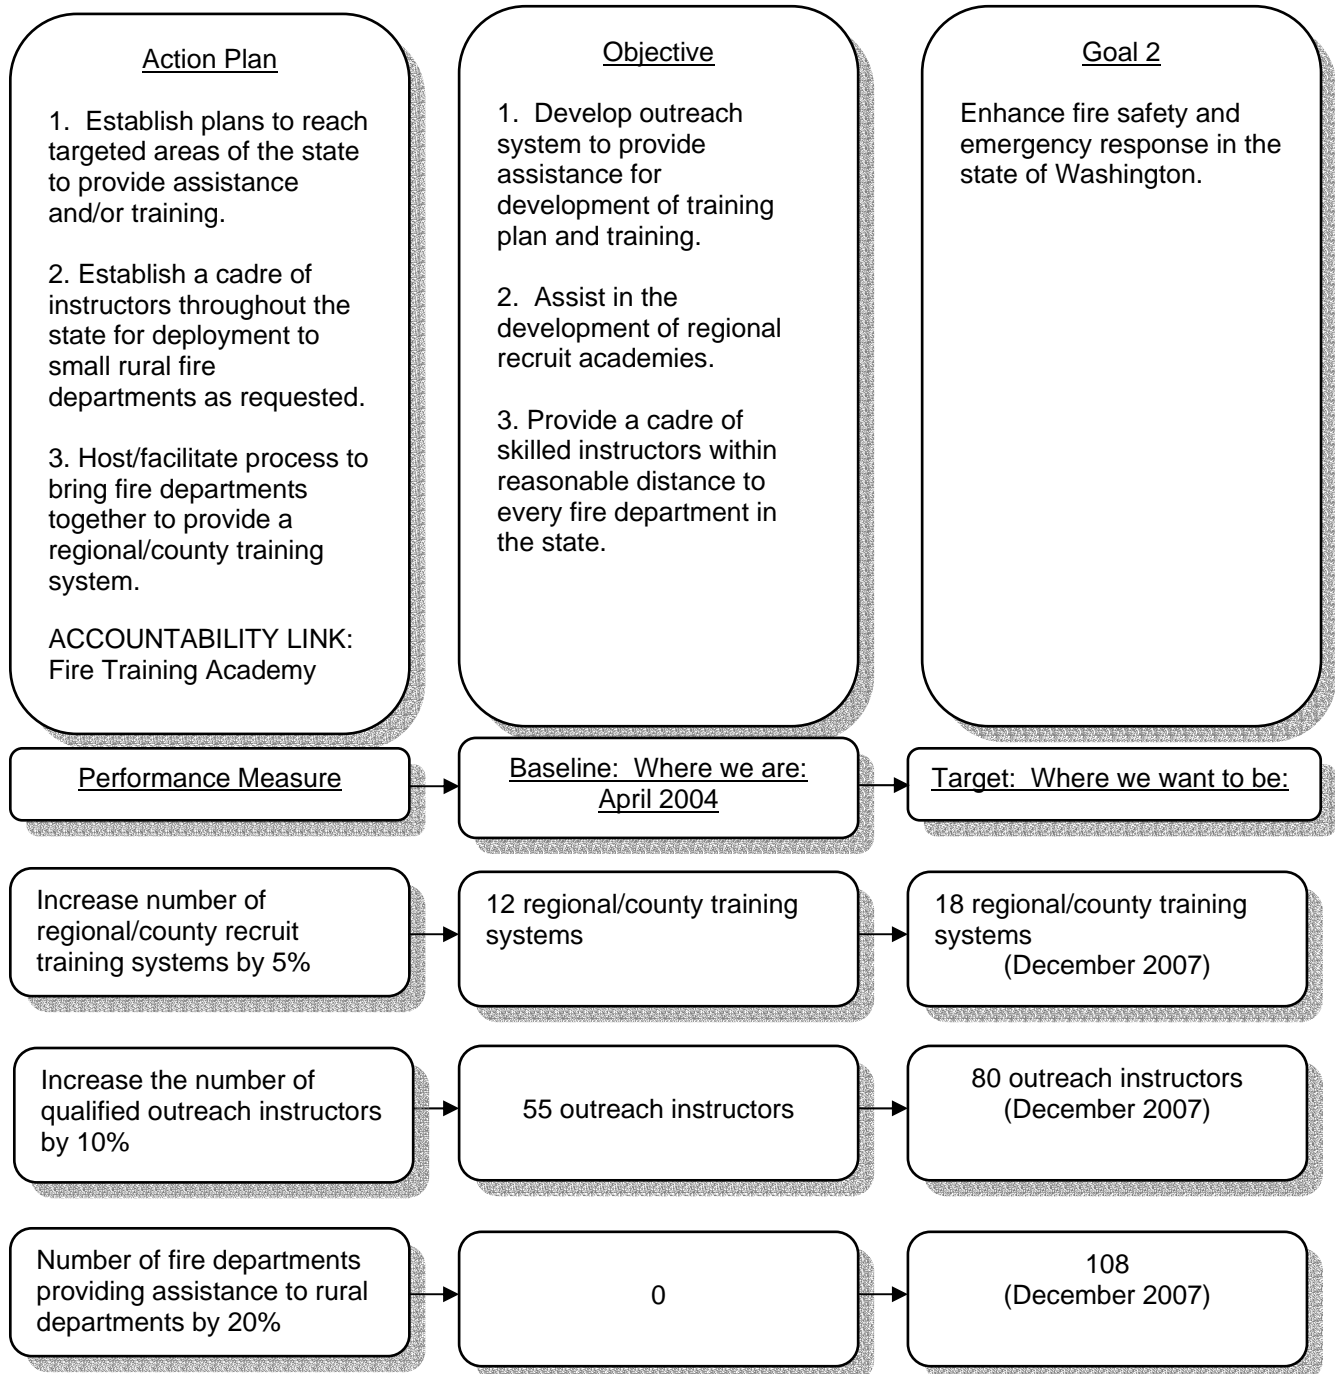 Action Plan
1. Establish plans to reach
targeted areas of the state
to provide assistance
and/or training.
2. Establish a cadre of
instructors throughout the
state for deployment to
small rural fire
departments as requested.
3. Host/facilitate process to
bring fire departments
together to provide a
regional/county training
system.
ACCOUNTABILITY LINK:
Fire Training Academy
Objective
1. Develop outreach
system to provide
assistance for
development of training
plan and training.
2. Assist in the
development of regional
recruit academies.
3. Provide a cadre of
skilled instructors within
reasonable distance to
every fire department in
the state.
Goal 2
Enhance fire safety and
emergency response in the
state of Washington.
Performance Measure
Baseline: Where we are:
April 2004
Target: Where we want to be:
Increase number of
regional/county recruit
training systems by 5%
12 regional/county training
systems
18 regional/county training
systems
(December 2007)
Increase the number of
qualified outreach instructors
by 10%
55 outreach instructors
80 outreach instructors
(December 2007)
Number of fire departments
providing assistance to rural
departments by 20%
0
108
(December 2007)